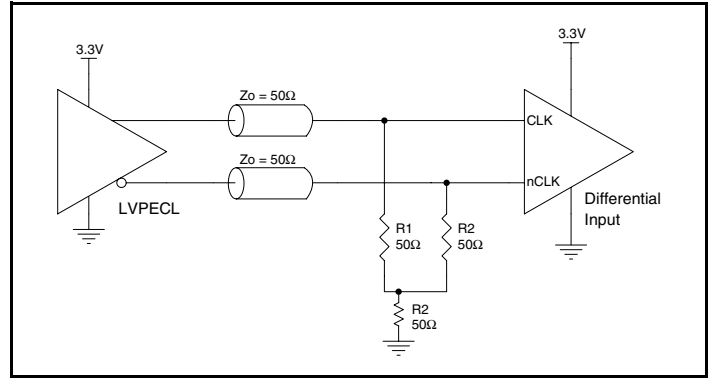 3.3V
3.3V
Zo = 50Ω
CLK
Zo = 50Ω
nCLK
LVPECL
Differential
Input
R1
50Ω
R2
50Ω
R2
50Ω